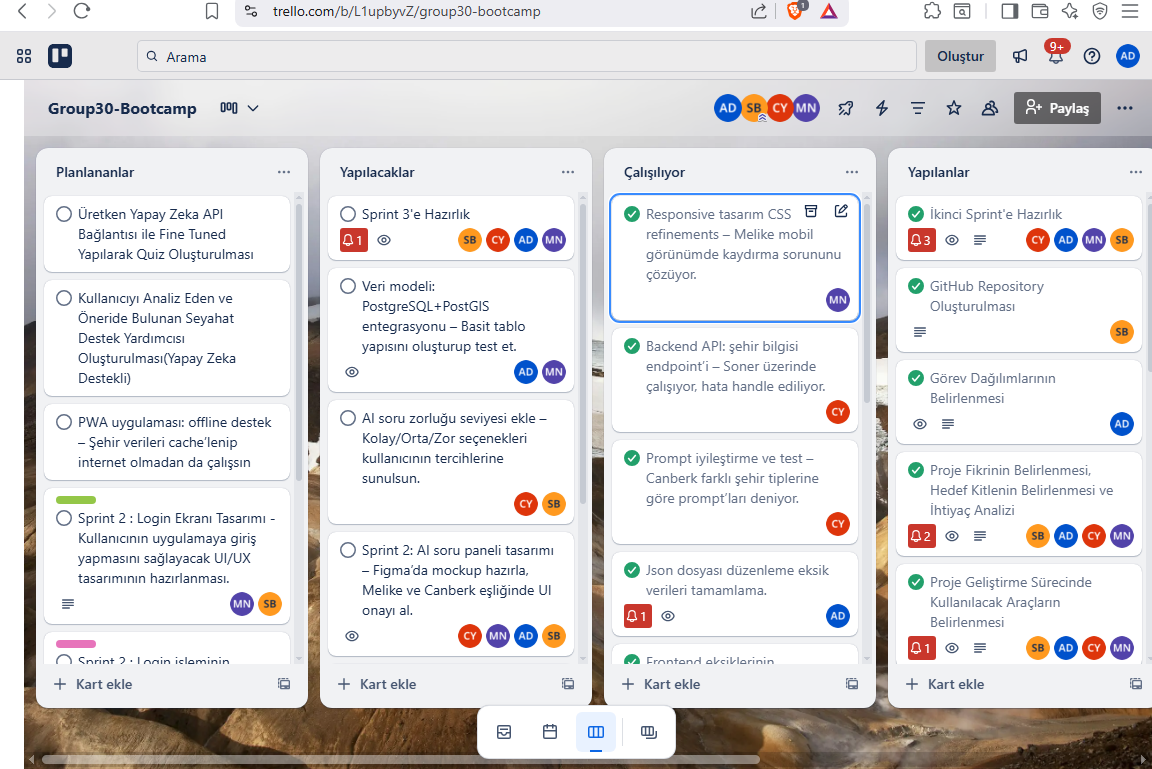 trello.com/b/L1upbyvZ/group30-bootcamp
1
Arama
Oluştur
9+
AD
Group30-Bootcamp
AD
SB
CY
MN
Paylaş
Planlananlar
Üretken Yapay Zeka API
Bağlantısı ile Fine Tuned
Yapılarak Quiz Oluşturulması
Kullanıcıyı Analiz Eden ve
Öneride Bulunan Seyahat
Destek Yardımcısı
Oluşturulması(Yapay Zeka
Destekli)
PWA uygulaması: offline destek
– Şehir verileri cache’lenip
internet olmadan da çalışsın
Sprint 2 : Login Ekranı Tasarımı -
Kullanıcının uygulamaya giriş
yapmasını sağlayacak UI/UX
tasarımının hazırlanması.
MN SB
Sprint 2 : Login işleminin
Kart ekle
Yapılacaklar
Sprint 3'e Hazırlık
1
SB CY AD MN
Veri modeli:
PostgreSQL+PostGIS
entegrasyonu – Basit tablo
yapısını oluşturup test et.
AD MN
AI soru zorluğu seviyesi ekle –
Kolay/Orta/Zor seçenekleri
kullanıcının tercihlerine
sunulsun.
CY SB
Sprint 2: AI soru paneli tasarımı
– Figma’da mockup hazırla,
Melike ve Canberk eşliğinde UI
onayı al.
CY MN AD SB
Kart ekle
Çalışılıyor
Responsive tasarım CSS
refinements – Melike mobil
görünümde kaydırma sorununu
çözüyor.
MN
Backend API: şehir bilgisi
endpoint’i – Soner üzerinde
çalışıyor, hata handle ediliyor.
CY
Prompt iyileştirme ve test –
Canberk farklı şehir tiplerine
göre prompt’ları deniyor.
CY
Json dosyası düzenleme eksik
verileri tamamlama.
1
AD
Frontend eksiklerinin
Kart ekle
Yapılanlar
İkinci Sprint'e Hazırlık
3
CY AD MN SB
GitHub Repository
Oluşturulması
SB
Görev Dağılımlarının
Belirlenmesi
AD
Proje Fikrinin Belirlenmesi,
Hedef Kitlenin Belirlenmesi ve
İhtiyaç Analizi
2
SB AD CY MN
Proje Geliştirme Sürecinde
Kullanılacak Araçların
Belirlenmesi
1
SB AD CY MN
Kart ekle